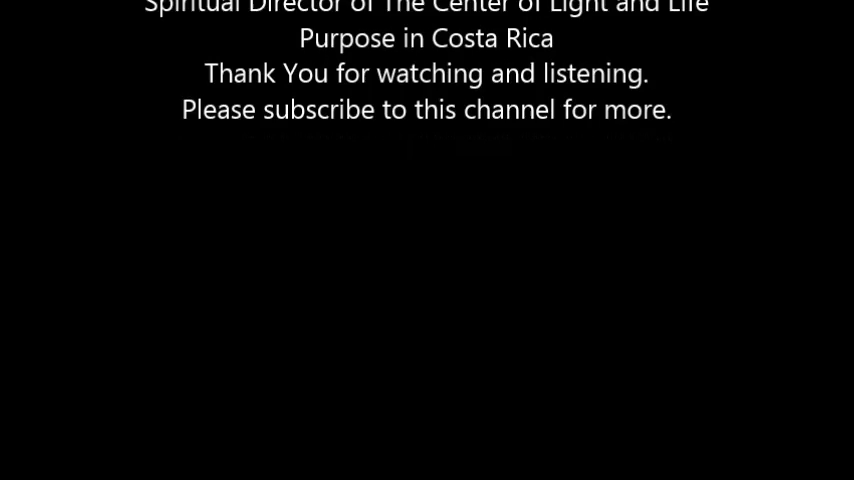 Spiritual Director of The Center of Light and Life
Purpose in Costa Rica
Thank You for watching and listening.
Please subscribe to this channel for more.